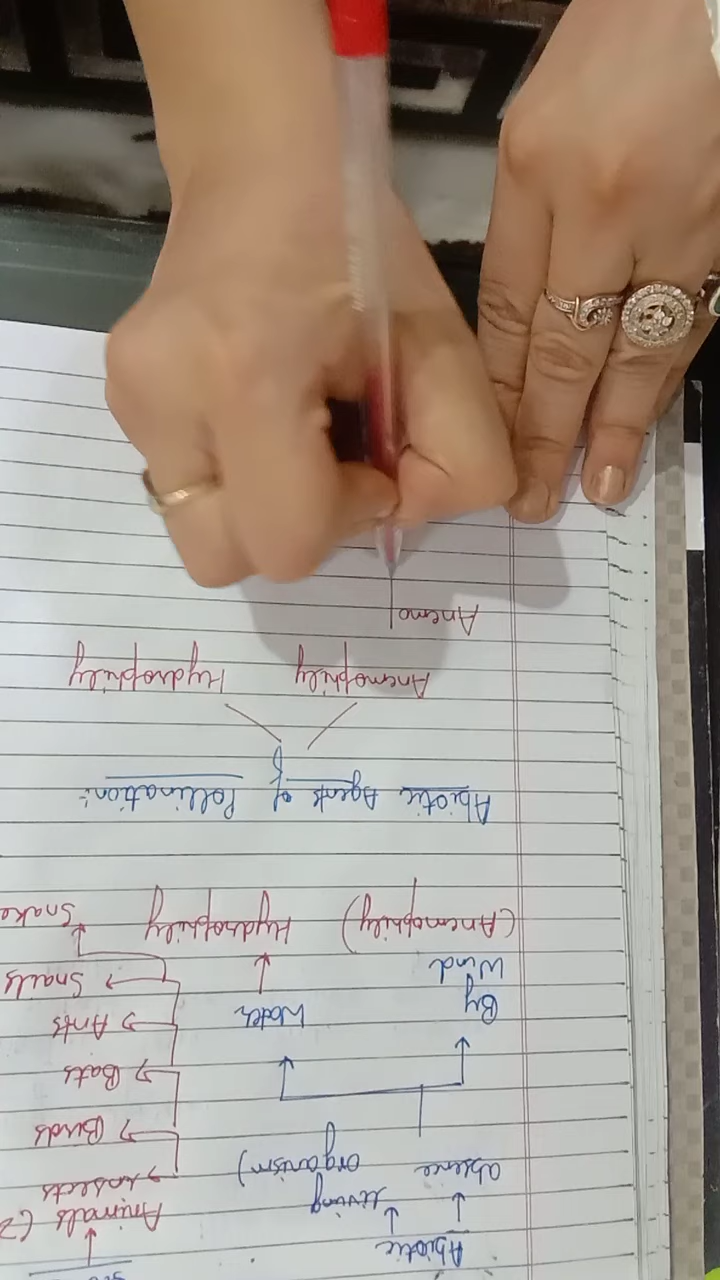 Abiotic
absence living organism)
Animals (2
→ Insects
→ Birds
→ Bats
→ Ants
→ Snails
Snake
By Wind
Water
(Anemophily) Hydrophily
Abiotic Agents of Pollination:-
Anemophily Hydrophily
Anemo